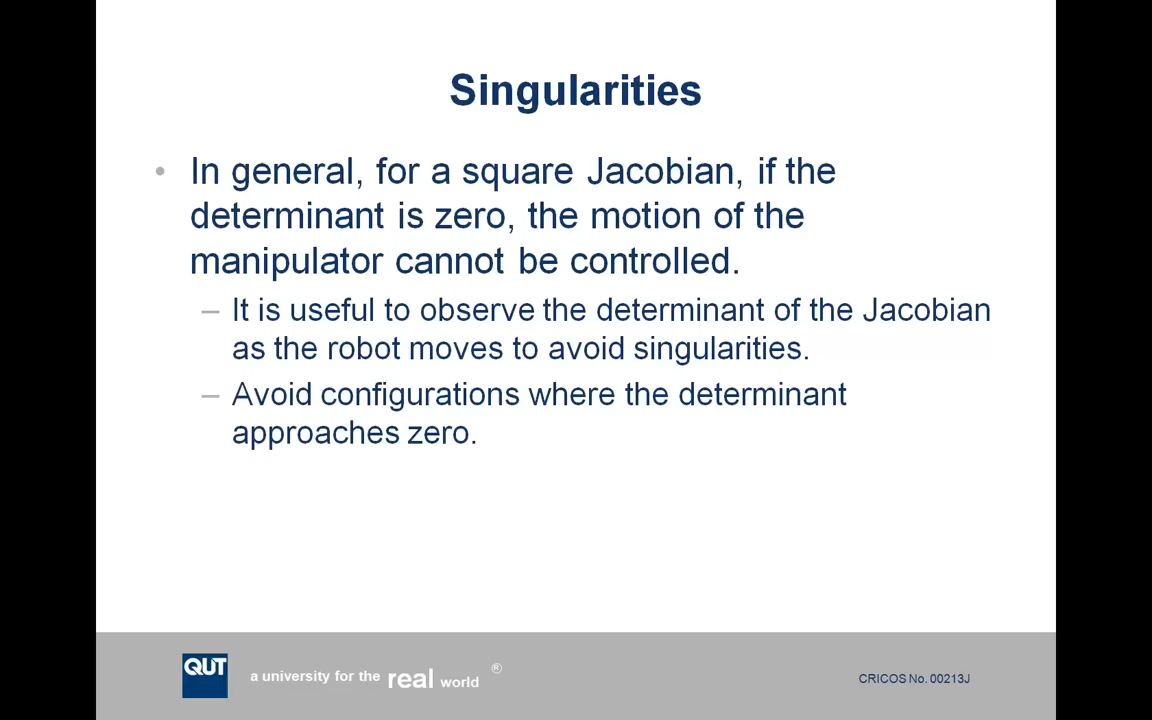 Singularities
• In general, for a square Jacobian, if the
determinant is zero, the motion of the
manipulator cannot be controlled.
– It is useful to observe the determinant of the Jacobian
as the robot moves to avoid singularities.
– Avoid configurations where the determinant
approaches zero.
QUT
a university for the real world ®
CRICOS No. 00213J